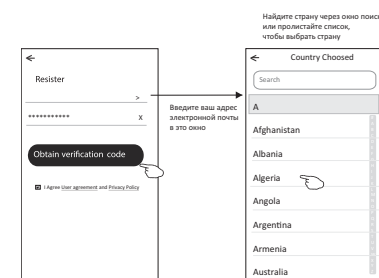 Найдите страну через окно поиска
или пролистайте список,
чтобы выбрать страну
Resister
>
*********** X
Obtain verification code
I Agree User agreement and Privacy Policy
Введите ваш адрес
электронной почты
в это окно
Country Choosed
Search
A
Afghanistan
Albania
Algeria
Angola
Argentina
Armenia
Australia